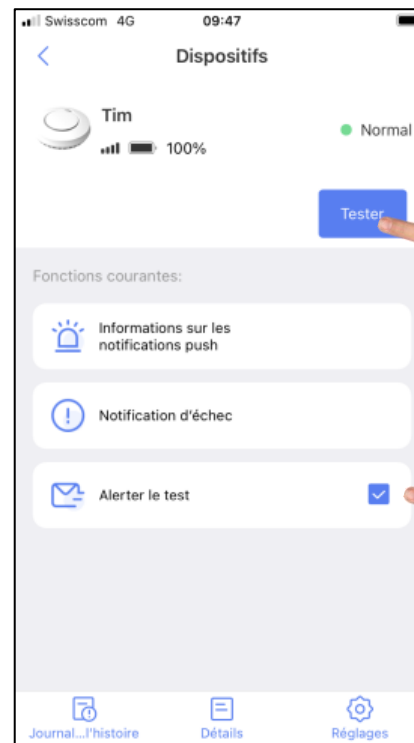 Swisscom 4G 09:47
Dispositifs
Tim
100%
Normal
Tester
Fonctions courantes:
Informations sur les
notifications push
Notification d'échec
Alerter le test
Journal...l'histoire Détails Réglages